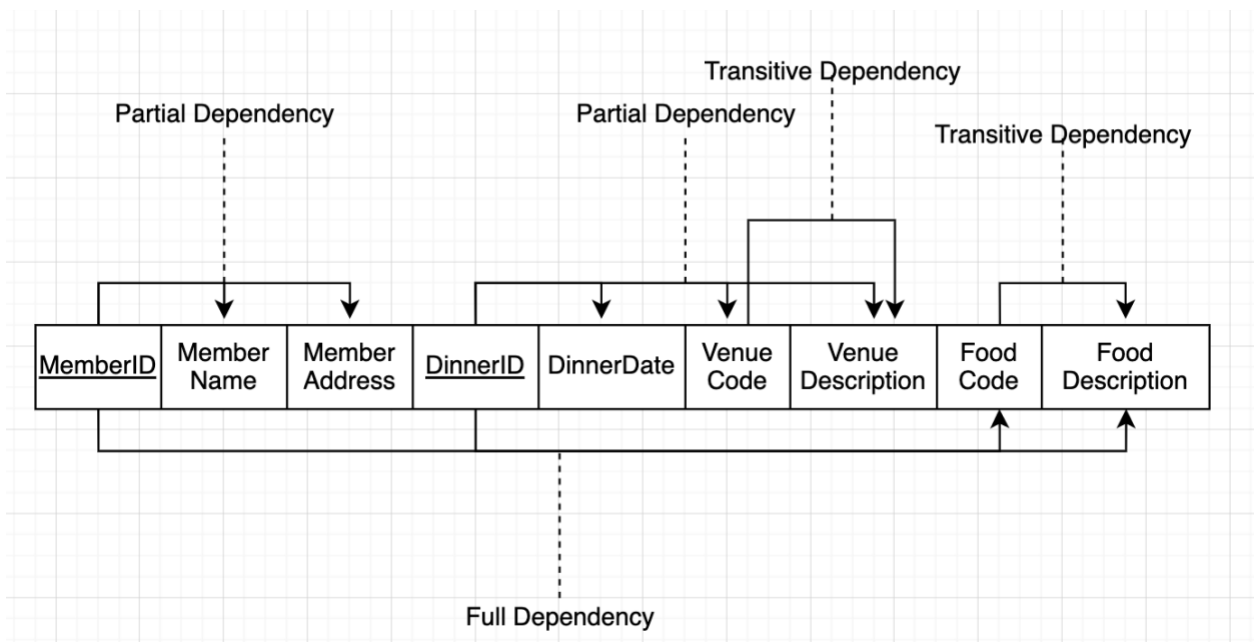 Transitive Dependency
Partial Dependency
Partial Dependency
Transitive Dependency
MemberID
Member
Name
Member
Address
DinnerID
DinnerDate
Venue
Code
Venue
Description
Food
Code
Food
Description
Full Dependency